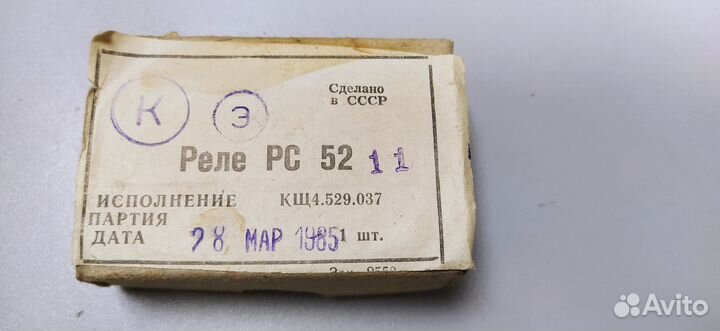 К Э
Сделано
в СССР
Реле РС 52 11
ИСПОЛНЕНИЕ КЩ4.529.037
ПАРТИЯ
ДАТА 28 МАР 1985 1 шт.
Avito